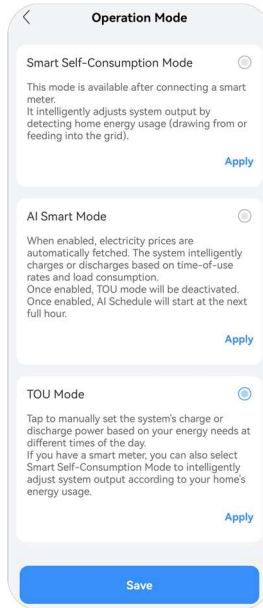 Operation Mode
Smart Self-Consumption Mode
This mode is available after connecting a smart
meter.
It intelligently adjusts system output by
detecting home energy usage (drawing from or
feeding into the grid).
Apply
AI Smart Mode
When enabled, electricity prices are
automatically fetched. The system intelligently
charges or discharges based on time-of-use
rates and load consumption.
Once enabled, TOU mode will be deactivated.
Once enabled, AI Schedule will start at the next
full hour.
Apply
TOU Mode
Tap to manually set the system's charge or
discharge power based on your energy needs at
different times of the day.
If you have a smart meter, you can also select
Smart Self-Consumption Mode to intelligently
adjust system output according to your home's
energy usage.
Apply
Save